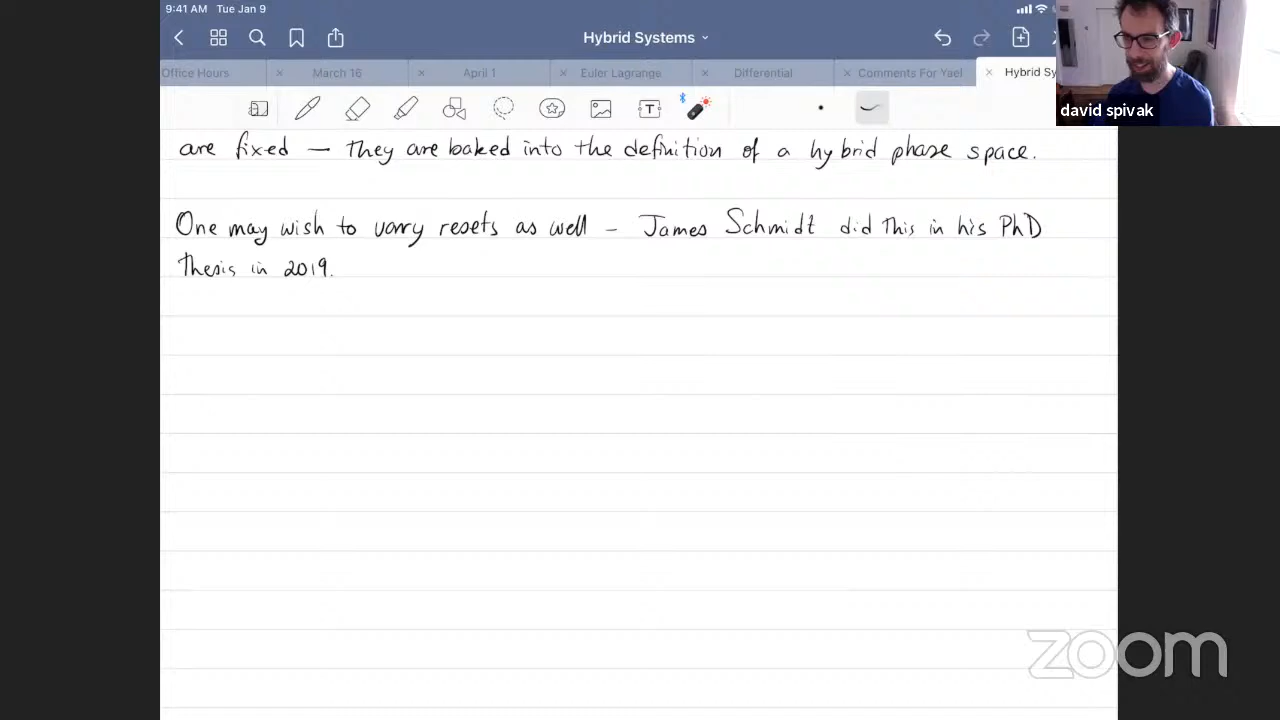 9:41 AM Tue Jan 9
Hybrid Systems
Office Hours
March 16
April 1
Euler Lagrange
Differential
Comments For Yael
Hybrid Sy
T
david spivak
are fixed — they are baked into the definition of a hybrid phase space.
One may wish to vary resets as well – James Schmidt did this in his PhD
thesis in 2019.
zoom